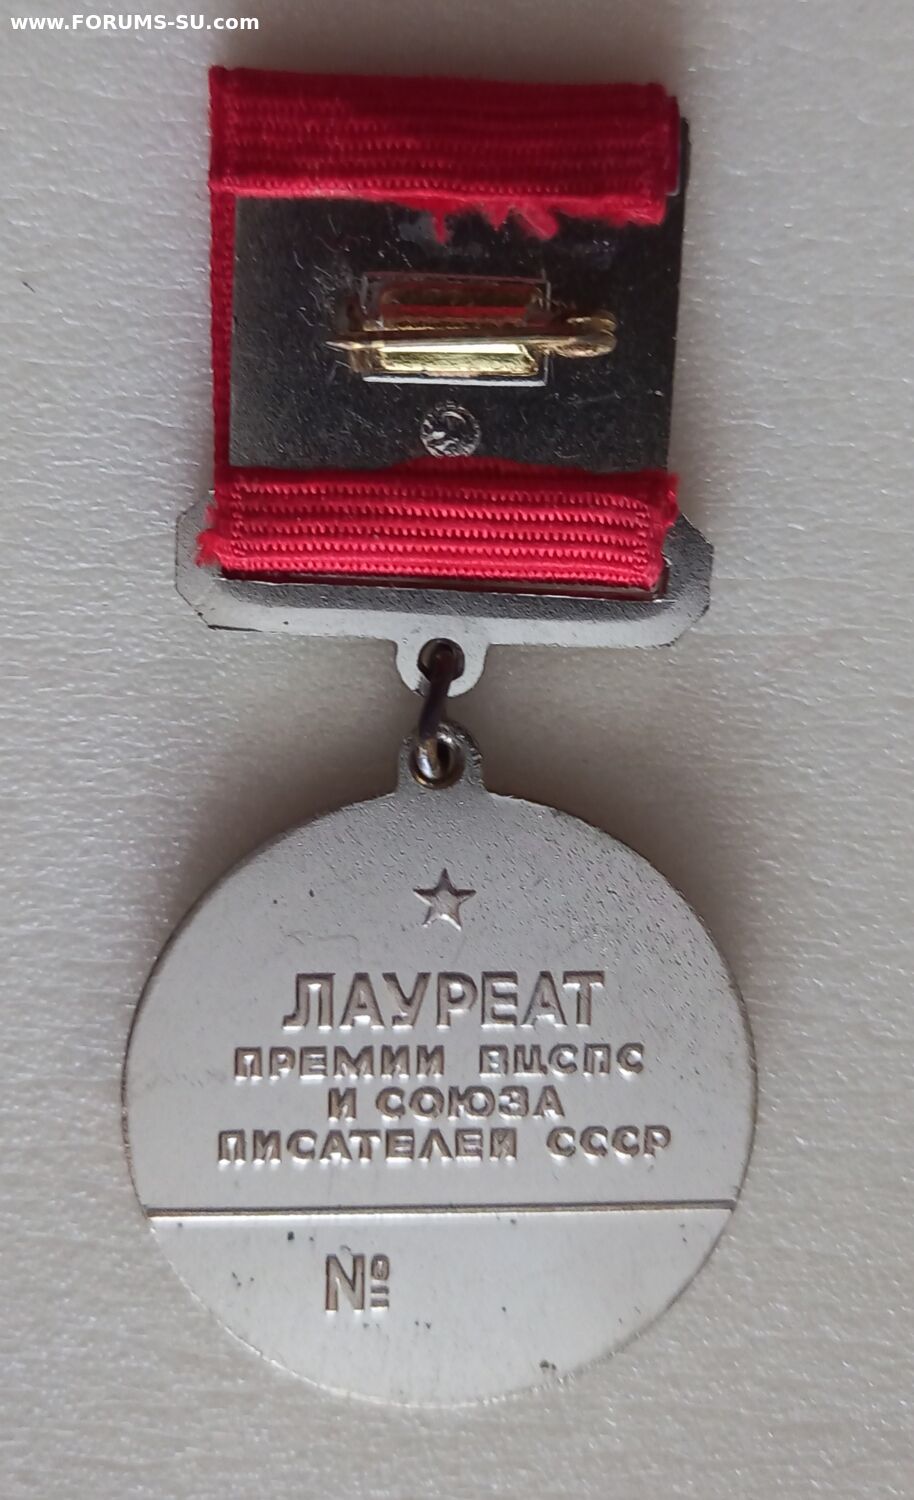 www.FORUMS-SU.com
ЛАУРЕАТ
ПРЕМИИ ВЦСПС
И СОЮЗА
ПИСАТЕЛЕЙ СССР
№